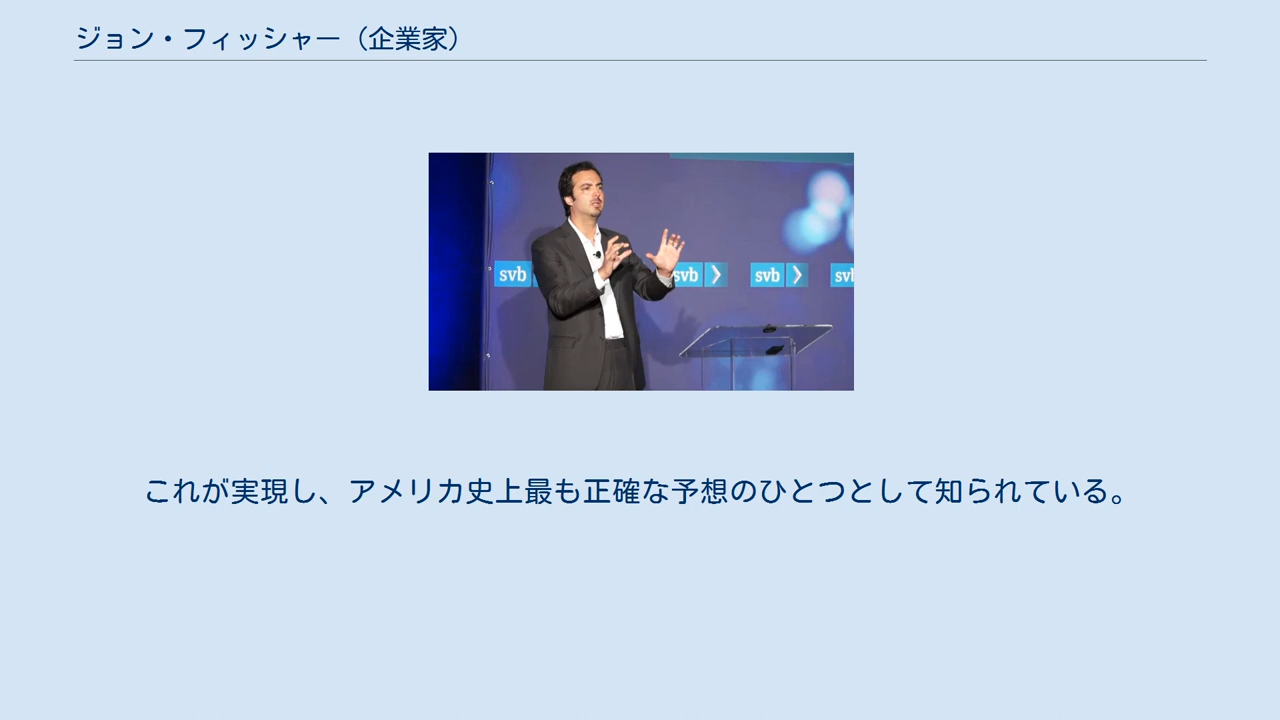 ジョン・フィッシャー（企業家）
svb
svb
svb
svb
これが実現し、アメリカ史上最も正確な予想のひとつとして知られている。